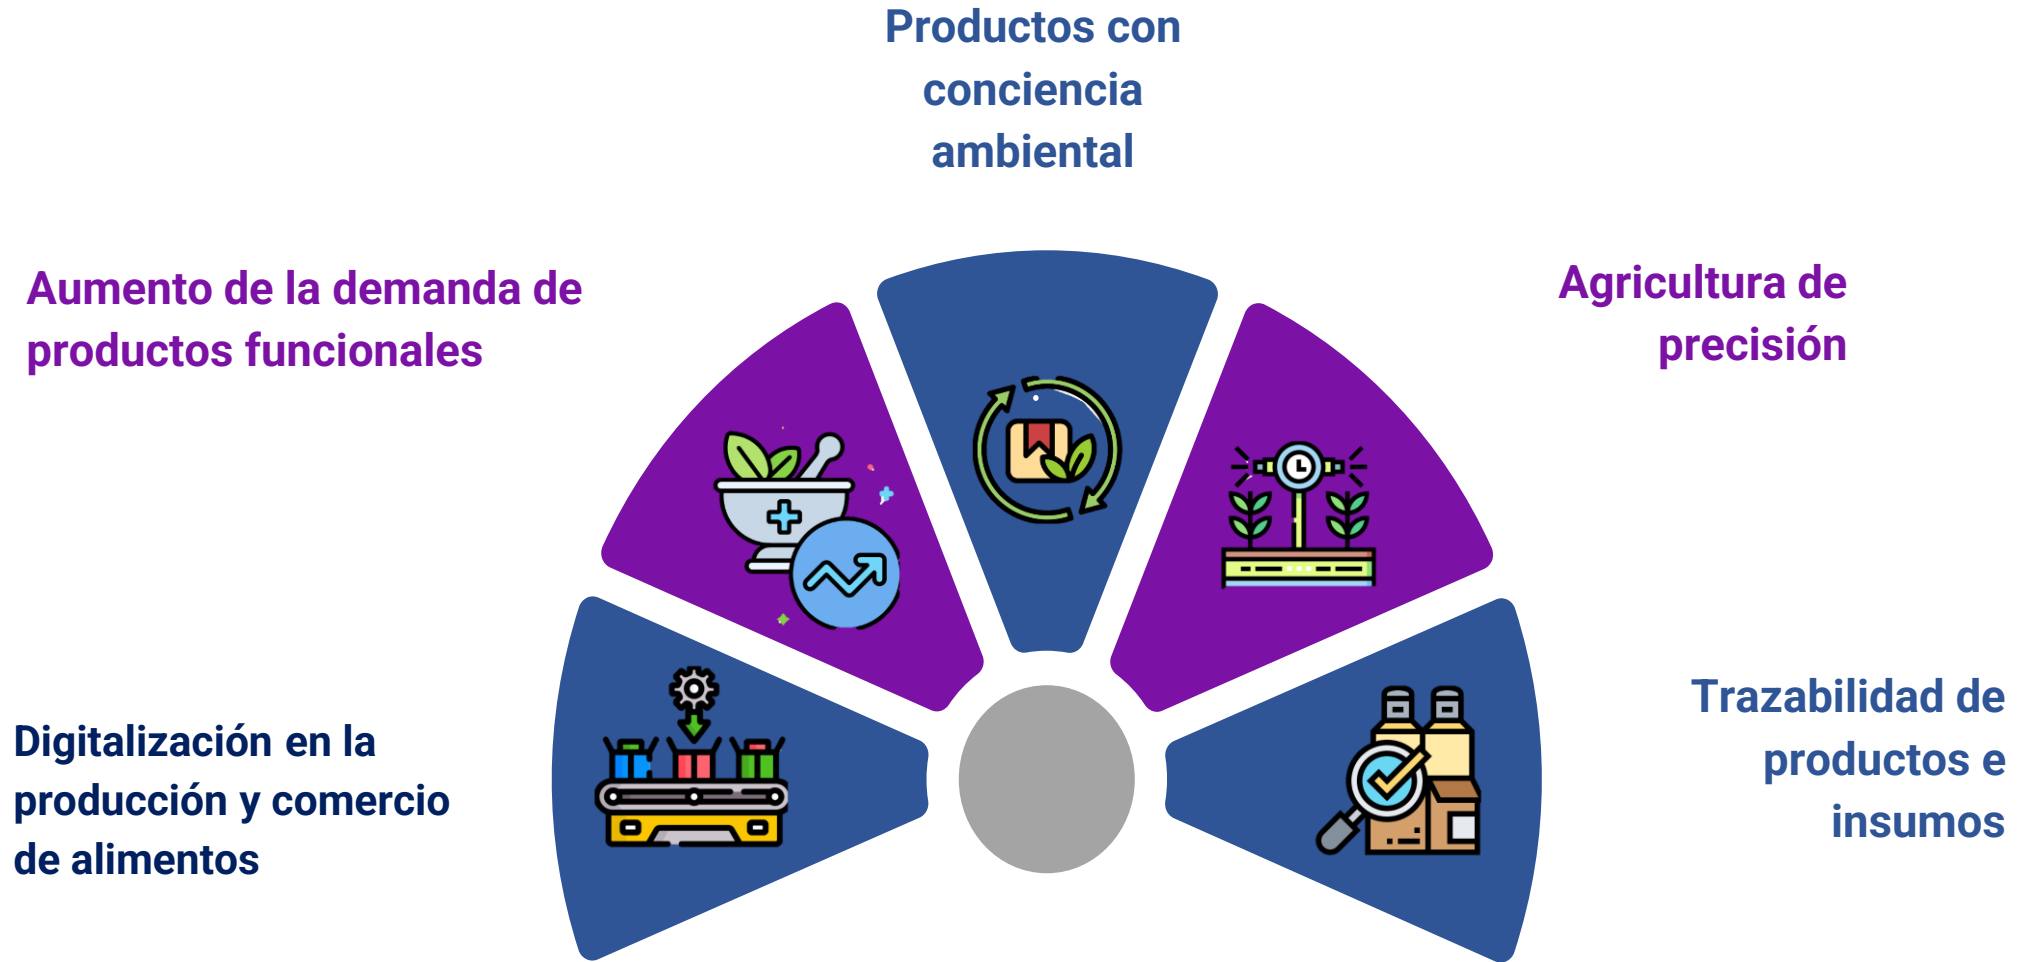 Productos con
conciencia
ambiental
Aumento de la demanda de
productos funcionales
Agricultura de
precisión
Digitalización en la
producción y comercio
de alimentos
Trazabilidad de
productos e
insumos